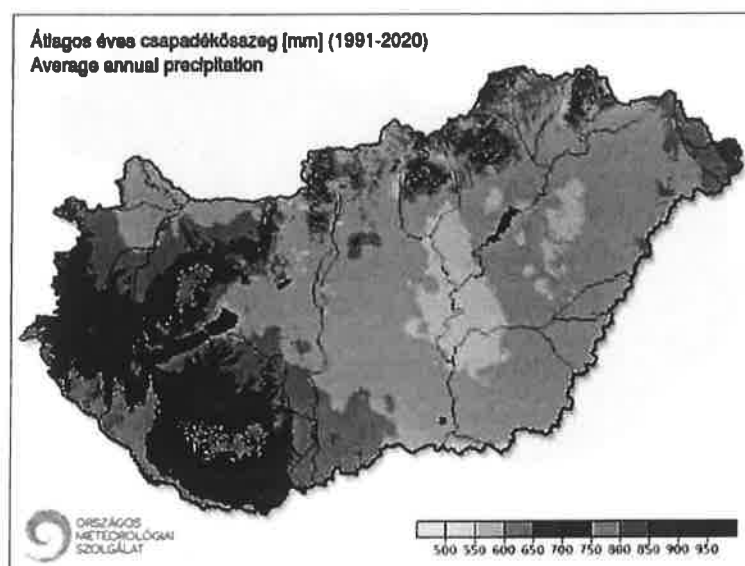 Átlagos éves csapadékösszeg [mm] (1991-2020)
Average annual precipitation
ORSZÁGOS
METEOROLÓGIAI
SZOLGÁLAT
500 550 600 650 700 750 800 850 900 950